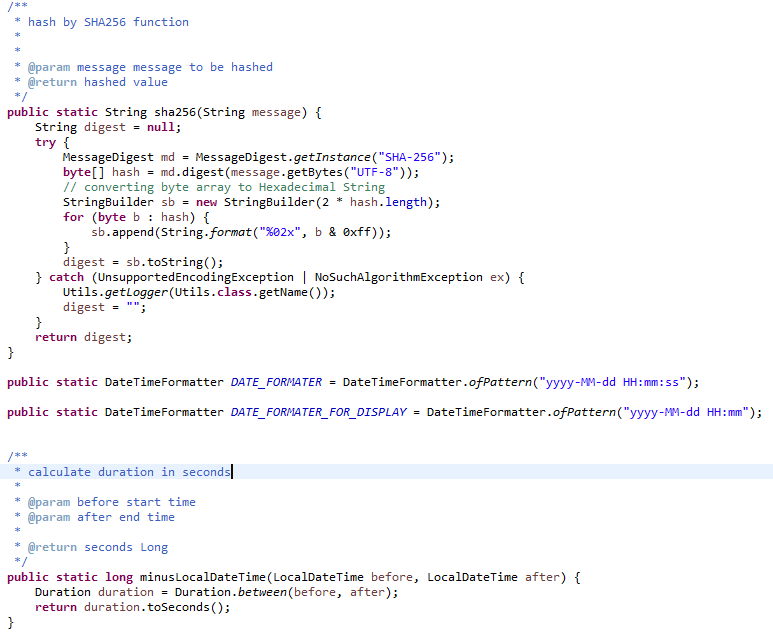 /**
 * hash by SHA256 function
 *
 *
 * @param message message to be hashed
 * @return hashed value
 */
public static String sha256(String message) {
    String digest = null;
    try {
        MessageDigest md = MessageDigest.getInstance("SHA-256");
        byte[] hash = md.digest(message.getBytes("UTF-8"));
        // converting byte array to Hexadecimal String
        StringBuilder sb = new StringBuilder(2 * hash.length);
        for (byte b : hash) {
            sb.append(String.format("%02x", b & 0xff));
        }
        digest = sb.toString();
    } catch (UnsupportedEncodingException | NoSuchAlgorithmException ex) {
        Utils.getLogger(Utils.class.getName());
        digest = "";
    }
    return digest;
}

public static DateTimeFormatter DATE_FORMATER = DateTimeFormatter.ofPattern("yyyy-MM-dd HH:mm:ss");

public static DateTimeFormatter DATE_FORMATER_FOR_DISPLAY = DateTimeFormatter.ofPattern("yyyy-MM-dd HH:mm");


/**
 * calculate duration in seconds
 *
 * @param before start time
 * @param after end time
 *
 * @return seconds Long
 */
public static long minusLocalDateTime(LocalDateTime before, LocalDateTime after) {
    Duration duration = Duration.between(before, after);
    return duration.toSeconds();
}